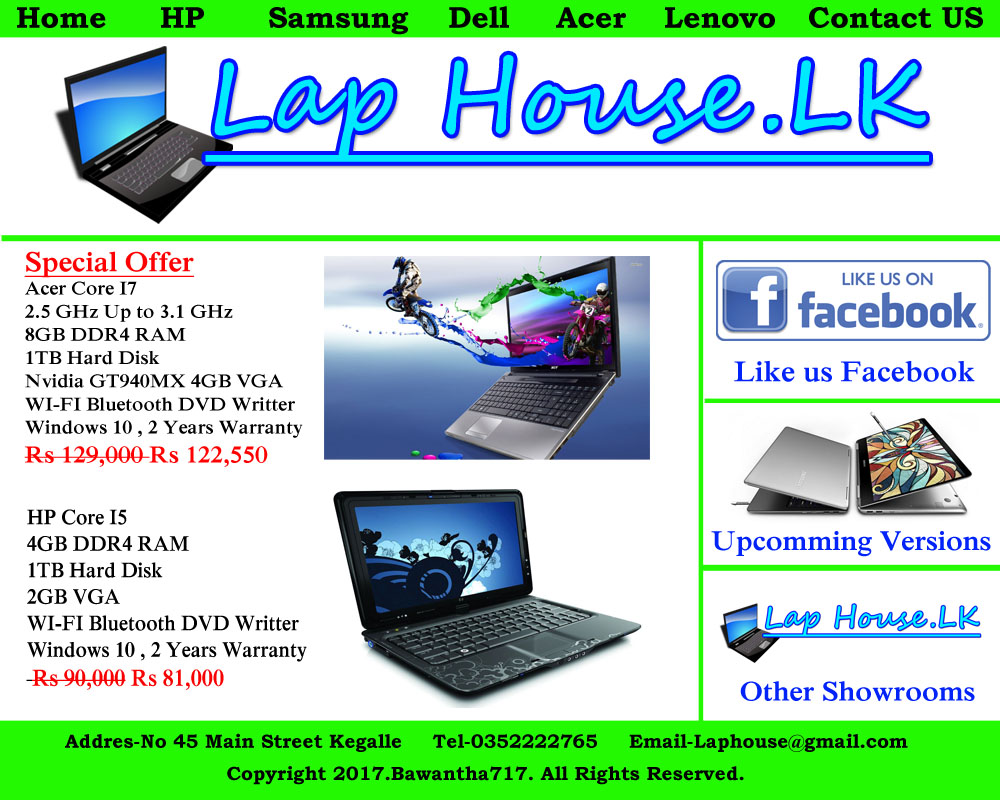 Home HP Samsung Dell Acer Lenovo Contact US
Lap House.LK
Special Offer
Acer Core I7
2.5 GHz Up to 3.1 GHz
8GB DDR4 RAM
1TB Hard Disk
Nvidia GT940MX 4GB VGA
WI-FI Bluetooth DVD Writter
Windows 10 , 2 Years Warranty
Rs 129,000 Rs 122,550
HP Core I5
4GB DDR4 RAM
1TB Hard Disk
2GB VGA
WI-FI Bluetooth DVD Writter
Windows 10 , 2 Years Warranty
Rs 90,000 Rs 81,000
f LIKE US ON
facebook®
Like us Facebook
Upcomming Versions
Lap House.LK
Other Showrooms
Addres-No 45 Main Street Kegalle Tel-0352222765 Email-Laphouse@gmail.com
Copyright 2017.Bawantha717. All Rights Reserved.